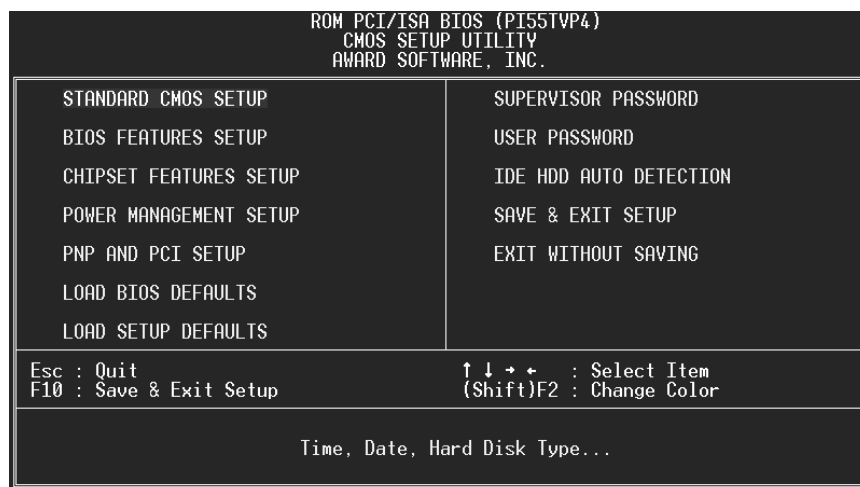 ROM PCI/ISA BIOS (PI55TVP4)
CMOS SETUP UTILITY
AWARD SOFTWARE, INC.
STANDARD CMOS SETUP
BIOS FEATURES SETUP
CHIPSET FEATURES SETUP
POWER MANAGEMENT SETUP
PNP AND PCI SETUP
LOAD BIOS DEFAULTS
LOAD SETUP DEFAULTS
SUPERVISOR PASSWORD
USER PASSWORD
IDE HDD AUTO DETECTION
SAVE & EXIT SETUP
EXIT WITHOUT SAVING
Esc : Quit
F10 : Save & Exit Setup
↑ ↓ → ← : Select Item
(Shift)F2 : Change Color
Time, Date, Hard Disk Type...